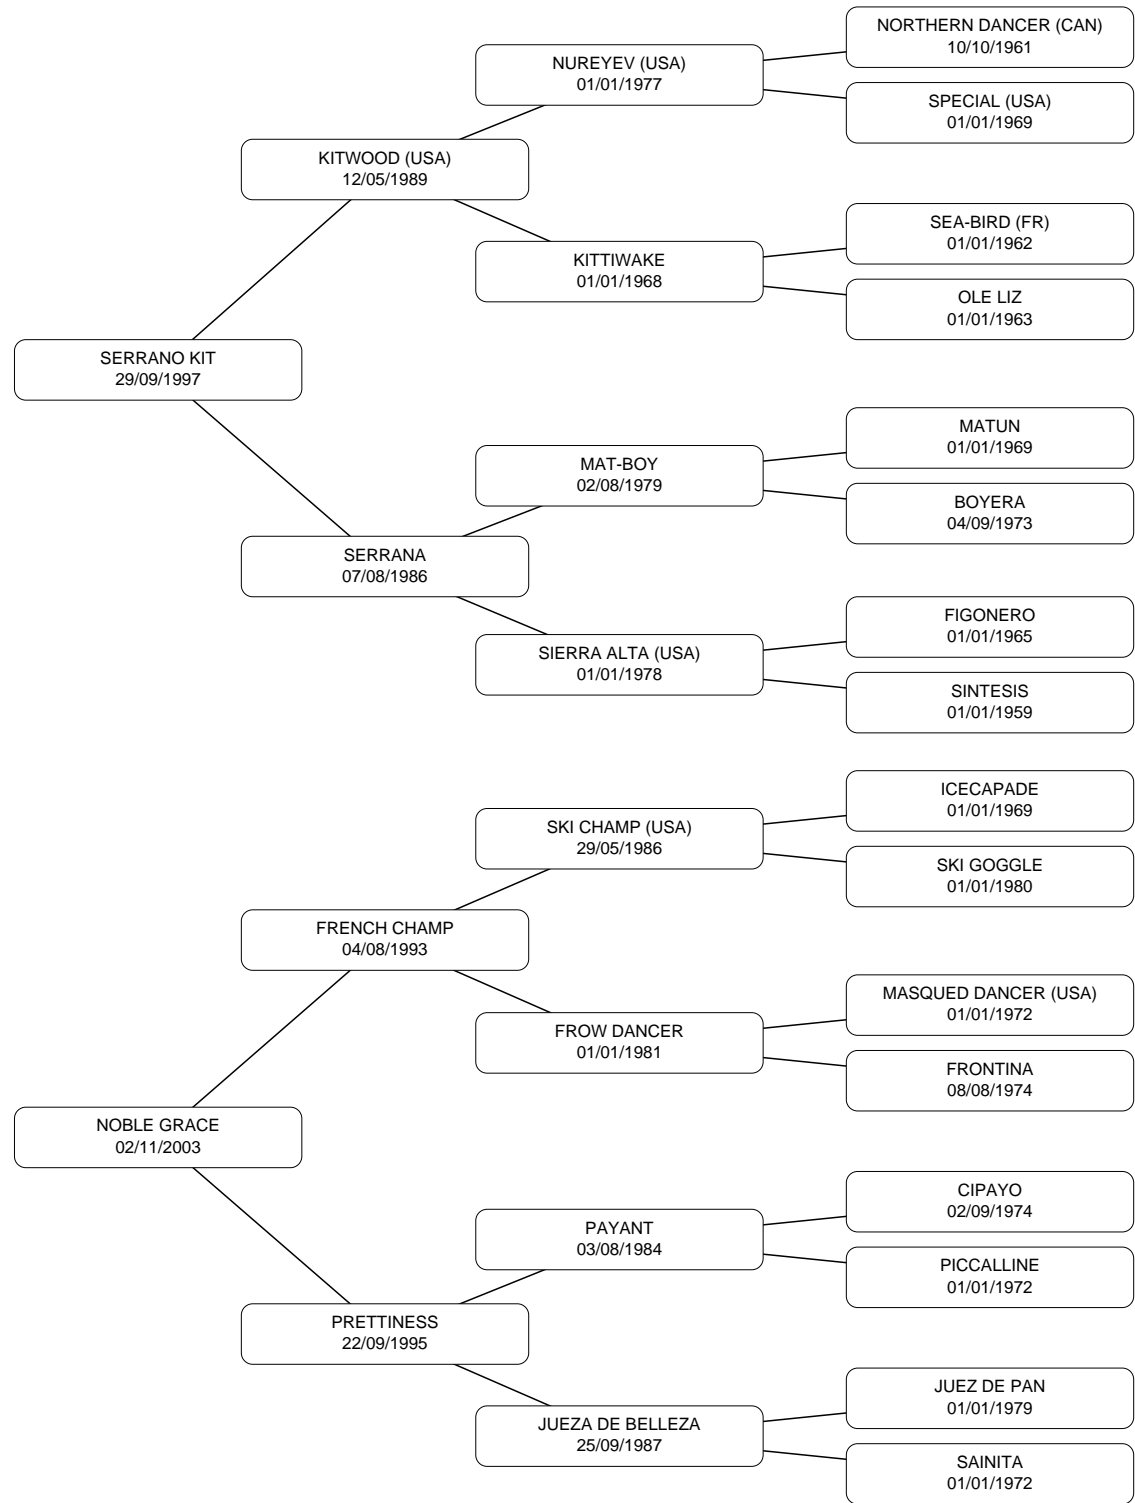 NORTHERN DANCER (CAN)
10/10/1961
NUREYEV (USA)
01/01/1977
SPECIAL (USA)
01/01/1969
KITWOOD (USA)
12/05/1989
SEA-BIRD (FR)
01/01/1962
KITTIWAKE
01/01/1968
OLE LIZ
01/01/1963
SERRANO KIT
29/09/1997
MATUN
01/01/1969
MAT-BOY
02/08/1979
BOYERA
04/09/1973
SERRANA
07/08/1986
FIGONERO
01/01/1965
SIERRA ALTA (USA)
01/01/1978
SINTESIS
01/01/1959
ICECAPADE
01/01/1969
SKI CHAMP (USA)
29/05/1986
SKI GOGGLE
01/01/1980
FRENCH CHAMP
04/08/1993
MASQUED DANCER (USA)
01/01/1972
FROW DANCER
01/01/1981
FRONTINA
08/08/1974
NOBLE GRACE
02/11/2003
CIPAYO
02/09/1974
PAYANT
03/08/1984
PICCALLINE
01/01/1972
PRETTINESS
22/09/1995
JUEZ DE PAN
01/01/1979
JUEZA DE BELLEZA
25/09/1987
SAINITA
01/01/1972